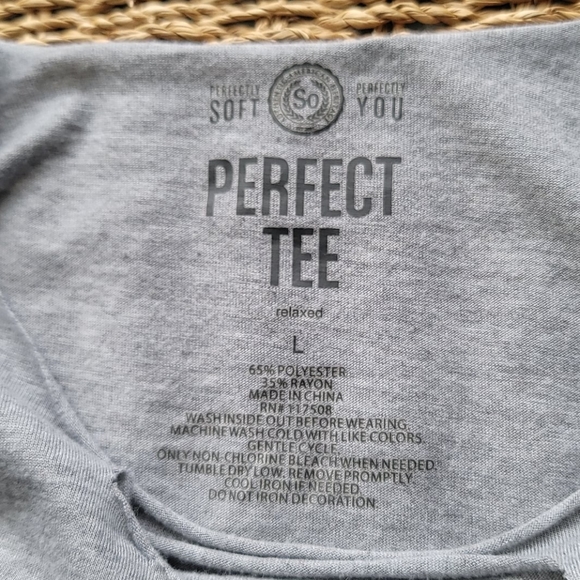 PERFECTLY SOFT
So
PERFECTLY YOU
PERFECT
TEE
relaxed
L
65% POLYESTER
35% RAYON
MADE IN CHINA
RN# 117508
WASH INSIDE OUT BEFORE WEARING.
MACHINE WASH COLD WITH LIKE COLORS.
GENTLE CYCLE.
ONLY NON-CHLORINE BLEACH WHEN NEEDED.
TUMBLE DRY LOW. REMOVE PROMPTLY.
COOL IRON IF NEEDED.
DO NOT IRON DECORATION.